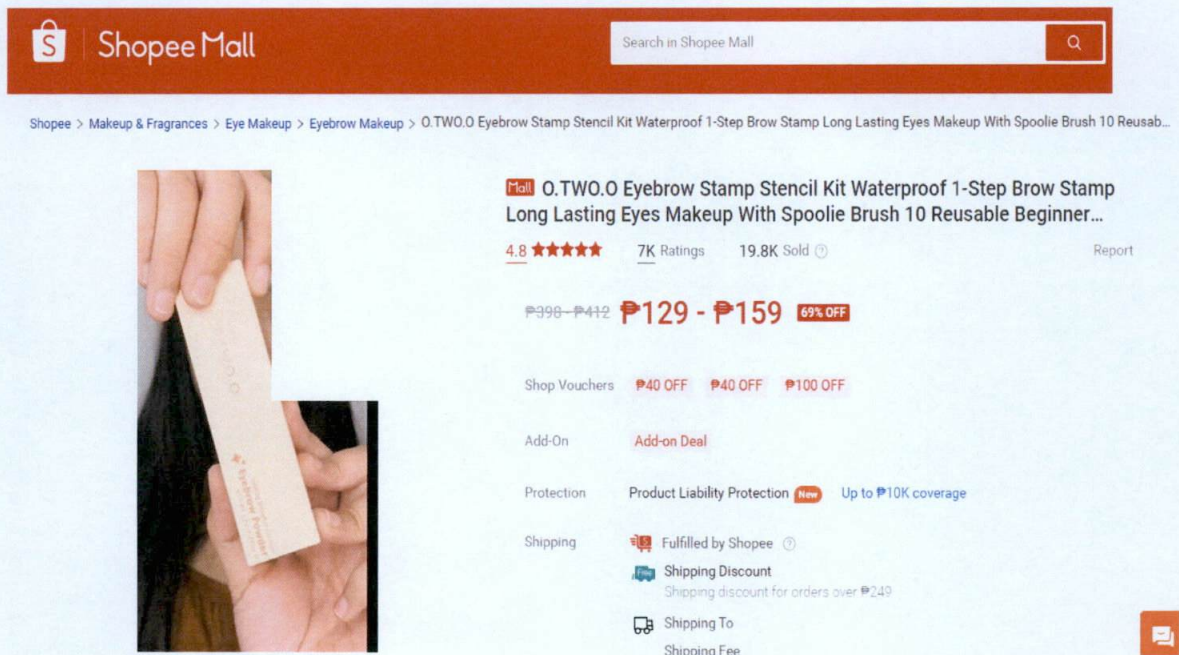 Shopee Mall
Search in Shopee Mall
Shopee > Makeup & Fragrances > Eye Makeup > Eyebrow Makeup > O.TWO.O Eyebrow Stamp Stencil Kit Waterproof 1-Step Brow Stamp Long Lasting Eyes Makeup With Spoolie Brush 10 Reusab...
Mall O.TWO.O Eyebrow Stamp Stencil Kit Waterproof 1-Step Brow Stamp
Long Lasting Eyes Makeup With Spoolie Brush 10 Reusable Beginner...
4.8 ★★★★★ 7K Ratings 19.8K Sold Report
₱398 - ₱412 ₱129 - ₱159 69% OFF
Shop Vouchers ₱40 OFF ₱40 OFF ₱100 OFF
Add-On Add-on Deal
Protection Product Liability Protection New Up to ₱10K coverage
Shipping Fulfilled by Shopee
Shipping Discount
Shipping discount for orders over ₱249
Shipping To
Shipping Fee
Eyebrow Powder